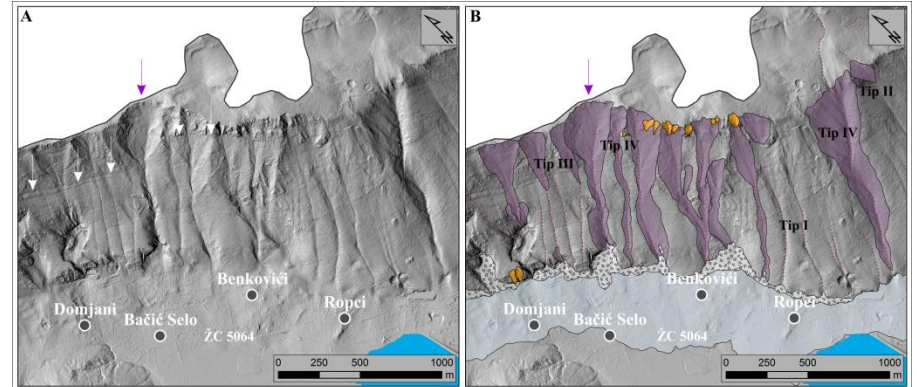 A
N
Benkovići
Domjani
Ropci
Bačić Selo
ŽC 5064
0 250 500 1000
m
B
N
Tip II
Tip IV
Tip IV
Tip III
Tip I
Benkovići
Domjani
Ropci
Bačić Selo
ŽC 5064
0 250 500 1000
m